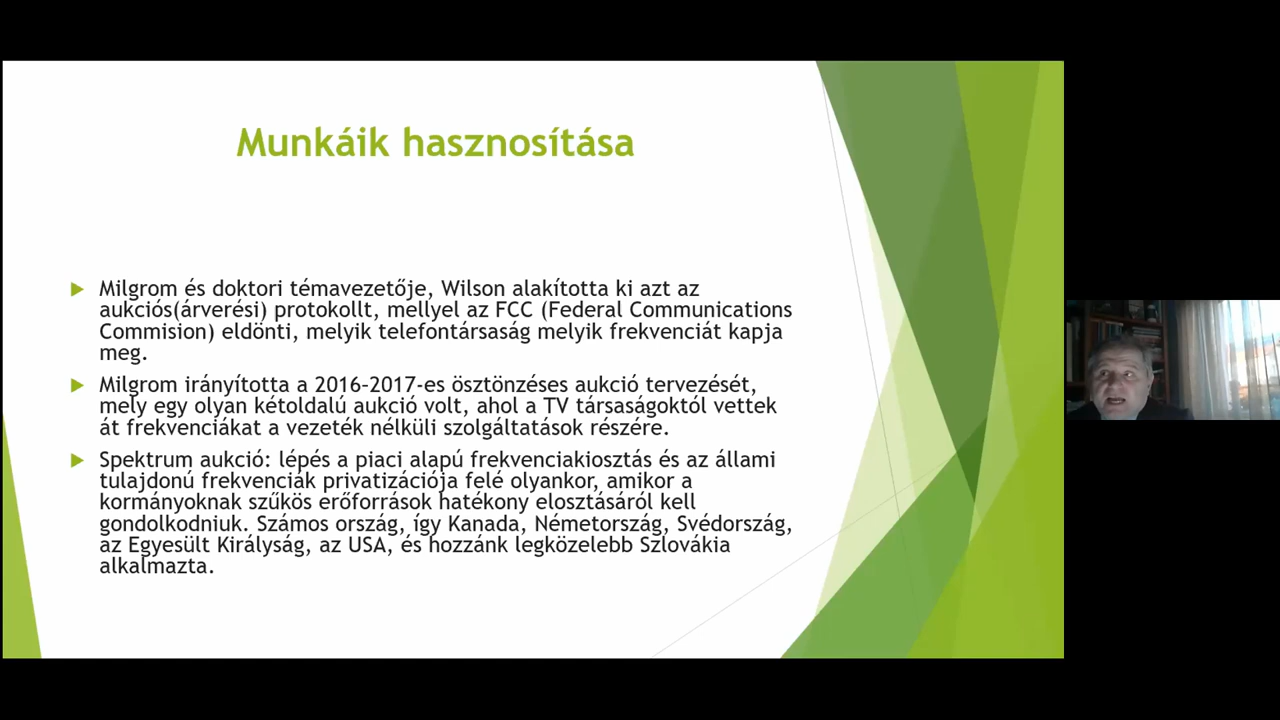 Munkáik hasznosítása
Milgrom és doktori témavezetője, Wilson alakította ki azt az
aukciós(árverési) protokollt, mellyel az FCC (Federal Communications
Commision) eldönti, melyik telefontársaság melyik frekvenciát kapja
meg.
Milgrom irányította a 2016-2017-es ösztönzéses aukció tervezését,
mely egy olyan kétoldalú aukció volt, ahol a TV társaságoktól vettek
át frekvenciákat a vezeték nélküli szolgáltatások részére.
Spektrum aukció: lépés a piaci alapú frekvenciakiosztás és az állami
tulajdonú frekvenciák privatizációja felé olyankor, amikor a
kormányoknak szűkös erőforrások hatékony elosztásáról kell
gondolkodniuk. Számos ország, így Kanada, Németország, Svédország,
az Egyesült Királyság, az USA, és hozzánk legközelebb Szlovákia
alkalmazta.